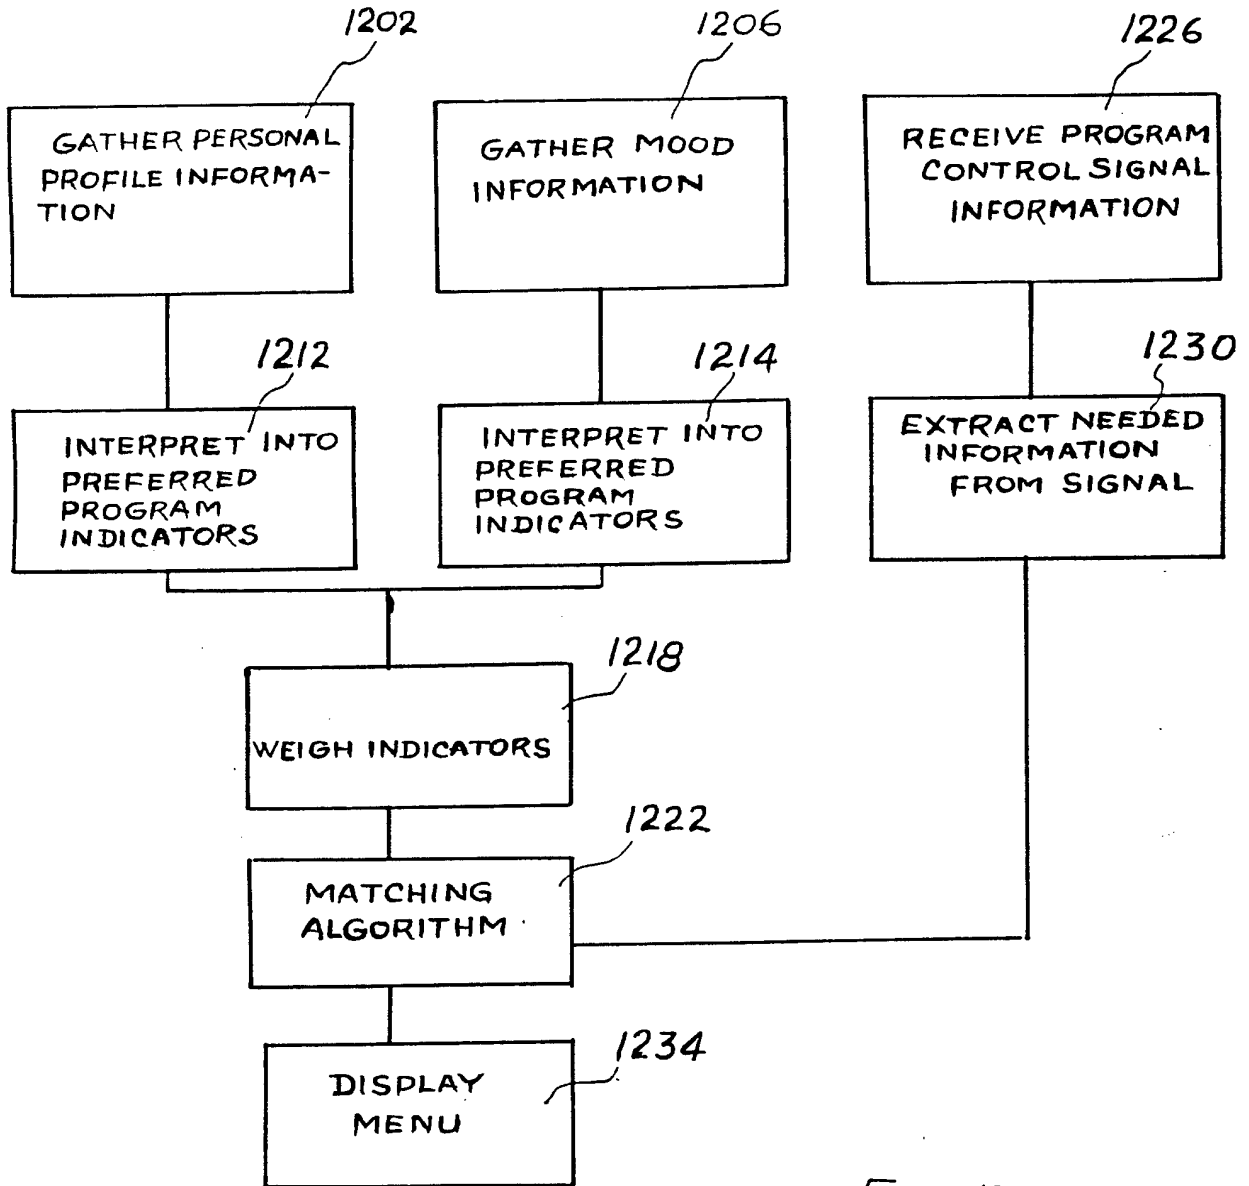 1202
1206
1226
GATHER PERSONAL
PROFILE INFORMA-
TION
GATHER MOOD
INFORMATION
RECEIVE PROGRAM
CONTROL SIGNAL
INFORMATION
1212
1214
1230
INTERPRET INTO
PREFERRED
PROGRAM
INDICATORS
INTERPRET INTO
PREFERRED
PROGRAM
INDICATORS
EXTRACT NEEDED
INFORMATION
FROM SIGNAL
1218
WEIGH INDICATORS
1222
MATCHING
ALGORITHM
1234
DISPLAY
MENU